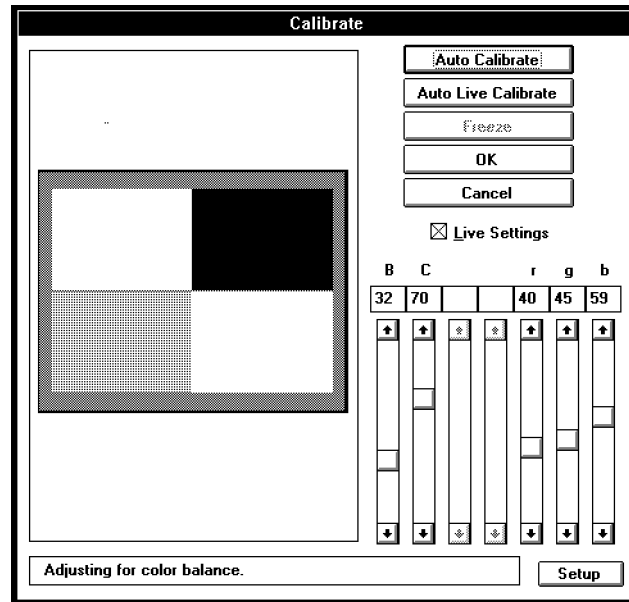 Calibrate
Auto Calibrate
Auto Live Calibrate
Freeze
OK
Cancel
Live Settings
B C r g b
32 70 40 45 59
Adjusting for color balance.
Setup